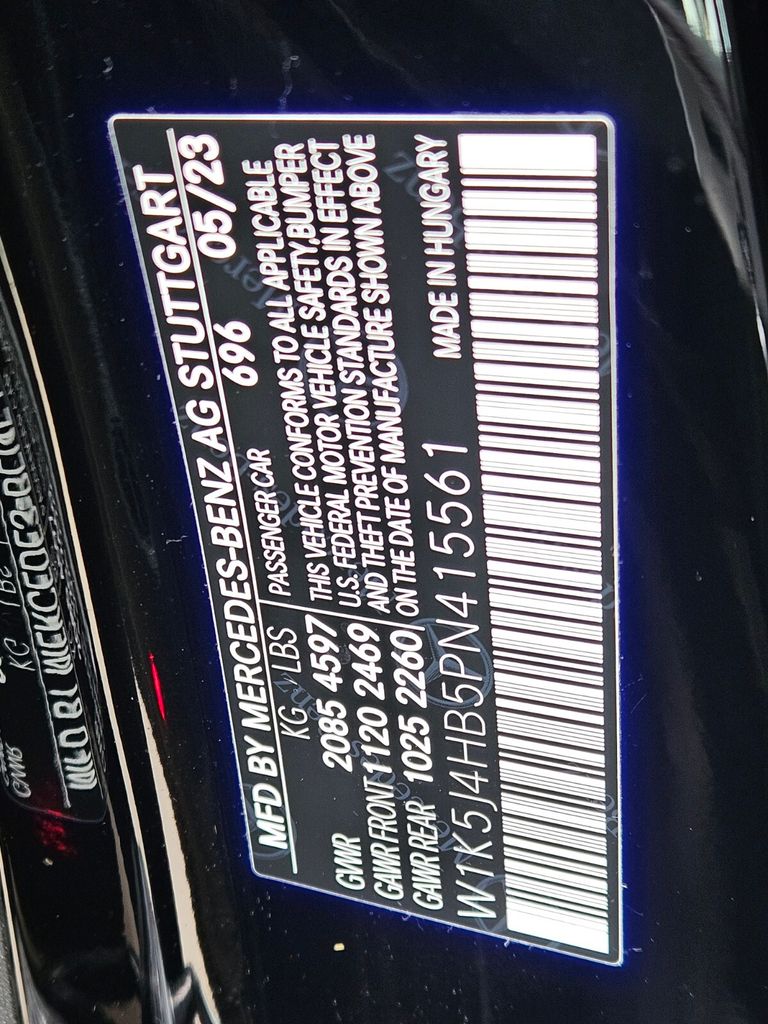 MFD BY MERCEDES-BENZ AG STUTTGART
KG LBS 696 05/23
GVWR 2085 4597 PASSENGER CAR
GAWR FRONT 1120 2469 THIS VEHICLE CONFORMS TO ALL APPLICABLE
GAWR REAR 1025 2260 U.S. FEDERAL MOTOR VEHICLE SAFETY,BUMPER
AND THEFT PREVENTION STANDARDS IN EFFECT
ON THE DATE OF MANUFACTURE SHOWN ABOVE
MADE IN HUNGARY
W1K5J4HB5PN415561